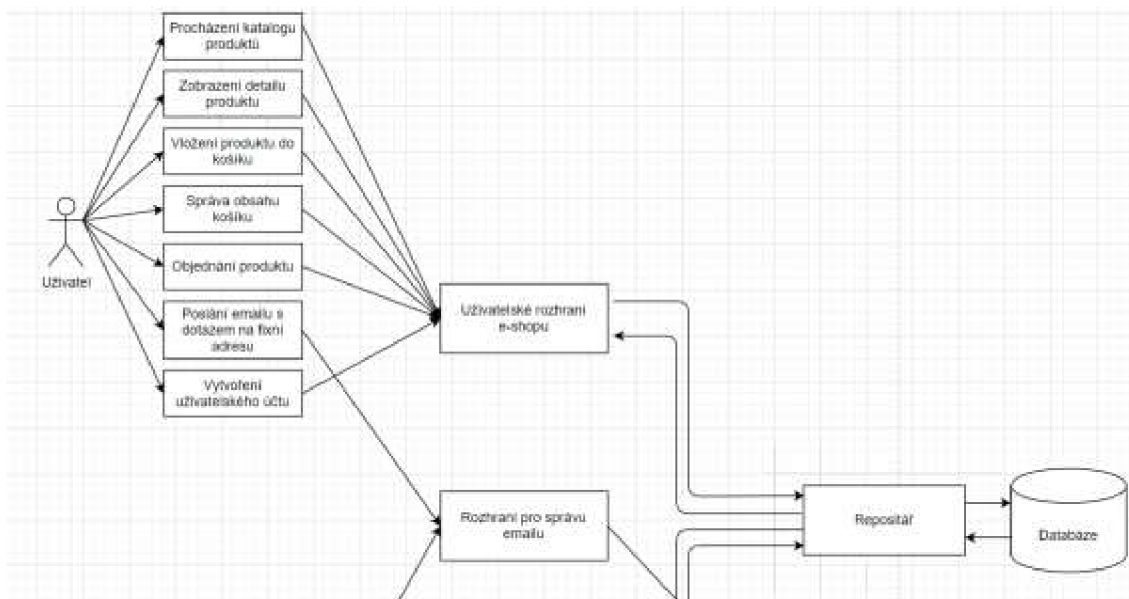 Procházení katalogu
produktů
Zobrazení detailu
produktu
Vložení produktu do
košíku
Správa obsahu
košíku
Objednání produktu
Poslání emailu s
dotazem na fixní
adresu
Vytvoření
uživatelského účtu
Uživatel
Uživatelské rozhraní
e-shopu
Rozhraní pro správu
emailu
Repositář
Databáze